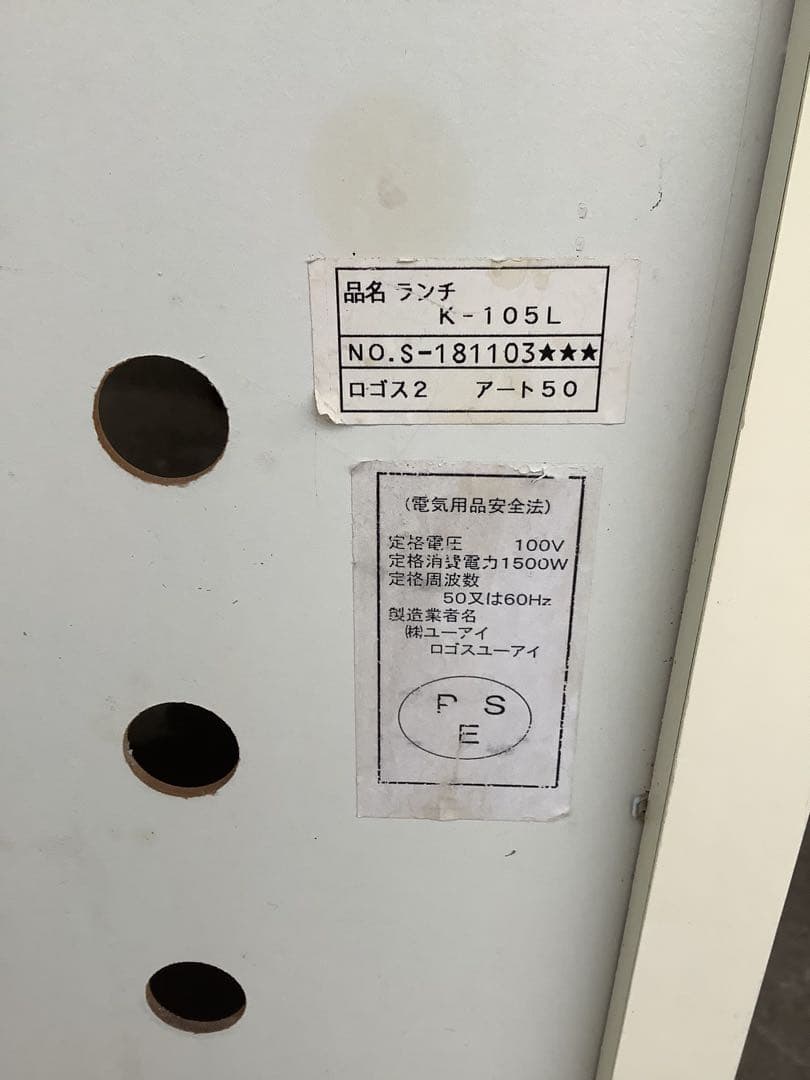 品名 ランチ
K-105L
NO.S-181103★★★
ロゴス2 アート50
(電気用品安全法)
定格電圧 100V
定格消費電力1500W
定格周波数
50又は60Hz
製造業者名
㈱ユーアイ
ロゴスユーアイ
P S
E